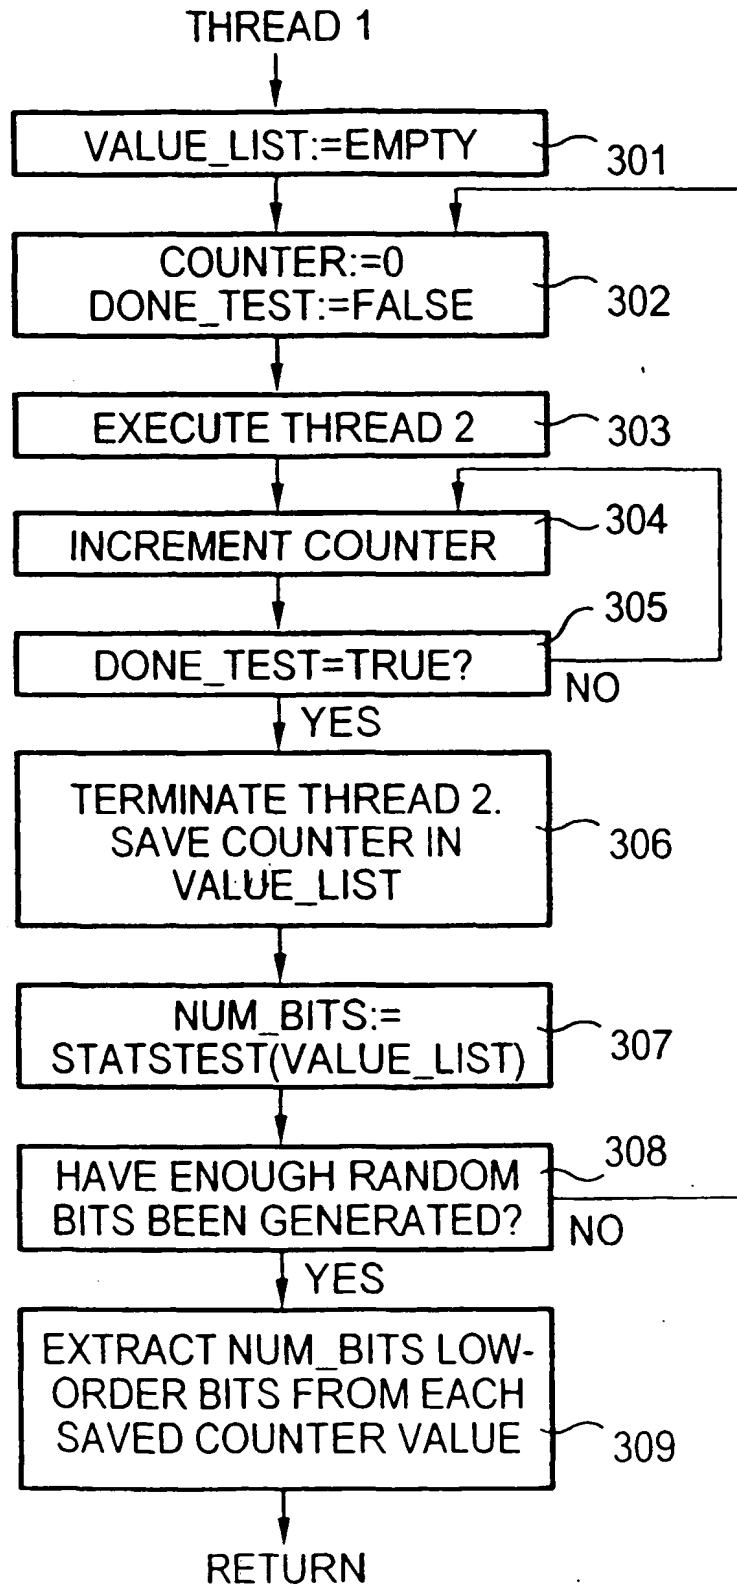 THREAD 1
VALUE_LIST:=EMPTY
301
COUNTER:=0
DONE_TEST:=FALSE
302
EXECUTE THREAD 2
303
INCREMENT COUNTER
304
DONE_TEST=TRUE?
305
NO
YES
TERMINATE THREAD 2.
SAVE COUNTER IN
VALUE_LIST
306
NUM_BITS:=
STATSTEST(VALUE_LIST)
307
HAVE ENOUGH RANDOM
BITS BEEN GENERATED?
308
NO
YES
EXTRACT NUM_BITS LOW-
ORDER BITS FROM EACH
SAVED COUNTER VALUE
309
RETURN